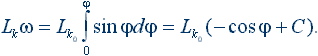 L_k ω = L_{k_0} ∮_0^φ sin φ dφ = L_{k_0} (−cos φ + C).